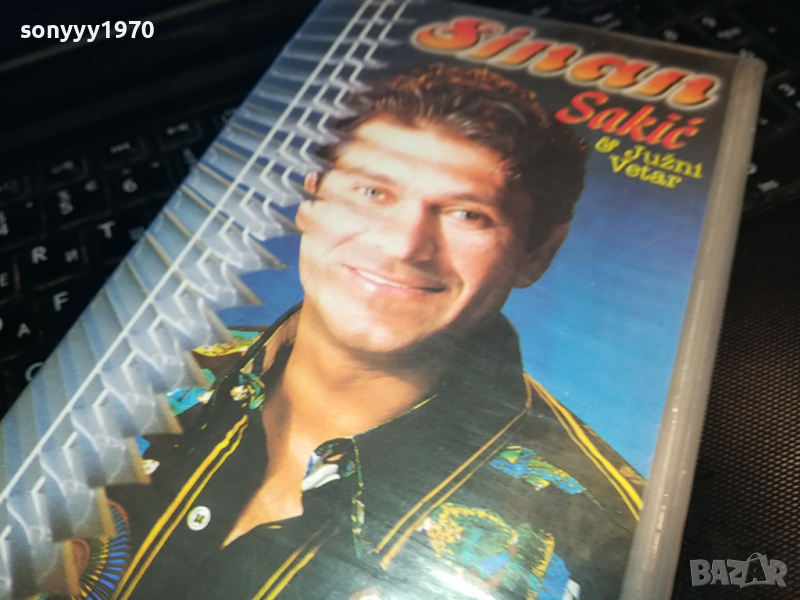 sonyyy1970
Sinan
Sakić
& Južni
Vetar
BAZAR